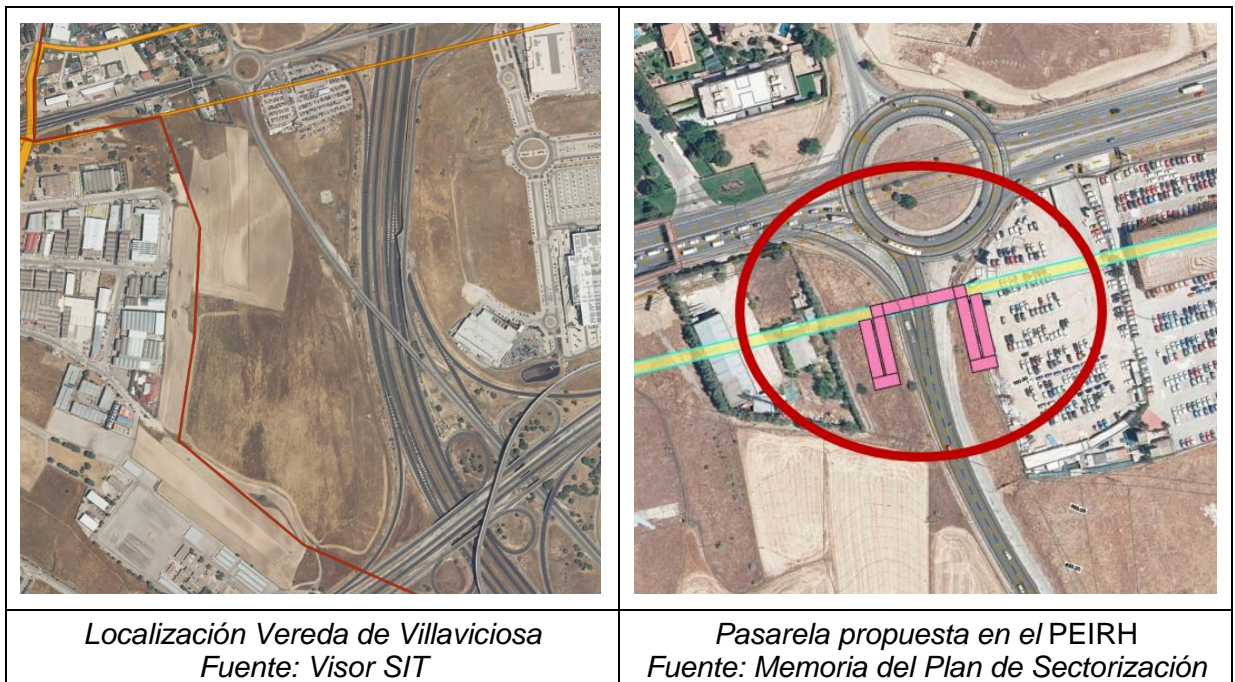 Localización Vereda de Villaviciosa
Fuente: Visor SIT
Pasarela propuesta en el PEIRH
Fuente: Memoria del Plan de Sectorización